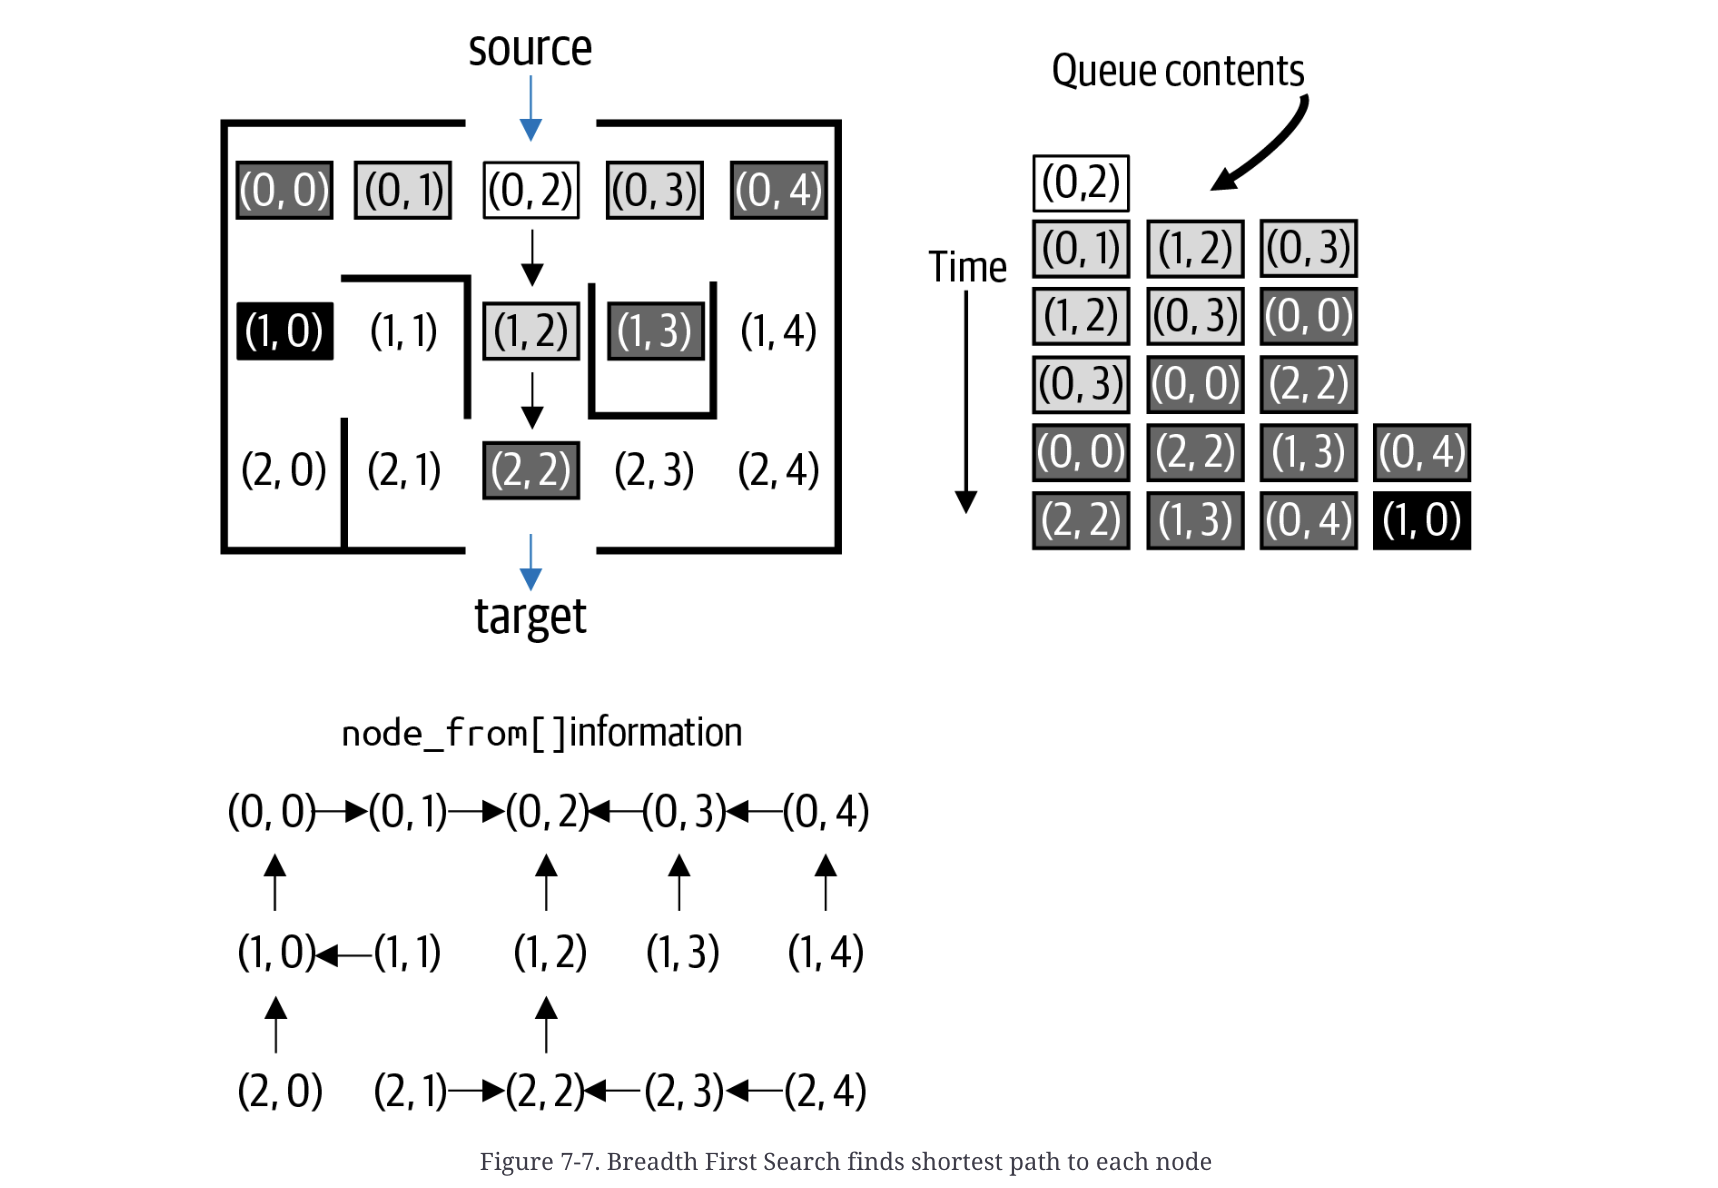 source
(0, 0) (0, 1) (0, 2) (0, 3) (0, 4)
(1, 0) (1, 1) (1, 2) (1, 3) (1, 4)
(2, 0) (2, 1) (2, 2) (2, 3) (2, 4)
target
Queue contents
Time
(0,2)
(0, 1) (1, 2) (0, 3)
(1, 2) (0, 3) (0, 0)
(0, 3) (0, 0) (2, 2)
(0, 0) (2, 2) (1, 3) (0, 4)
(2, 2) (1, 3) (0, 4) (1, 0)
node_from[]information
(0, 0) (0, 1) (0, 2) (0, 3) (0, 4)
(1, 0) (1, 1) (1, 2) (1, 3) (1, 4)
(2, 0) (2, 1) (2, 2) (2, 3) (2, 4)
Figure 7-7. Breadth First Search finds shortest path to each node